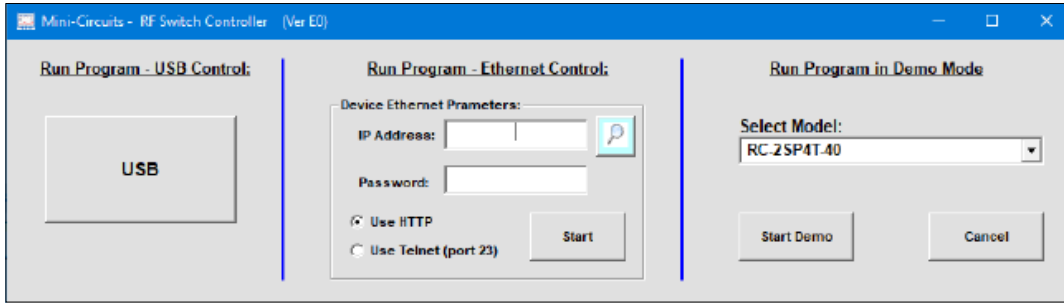 Mini-Circuits - RF Switch Controller (Ver E0)
Run Program - USB Control:
USB
Run Program - Ethernet Control:
Device Ethernet Prameters:
IP Address:
Password:
Use HTTP
Use Telnet (port 23)
Start
Run Program in Demo Mode
Select Model:
RC-2SP4T-40
Start Demo
Cancel